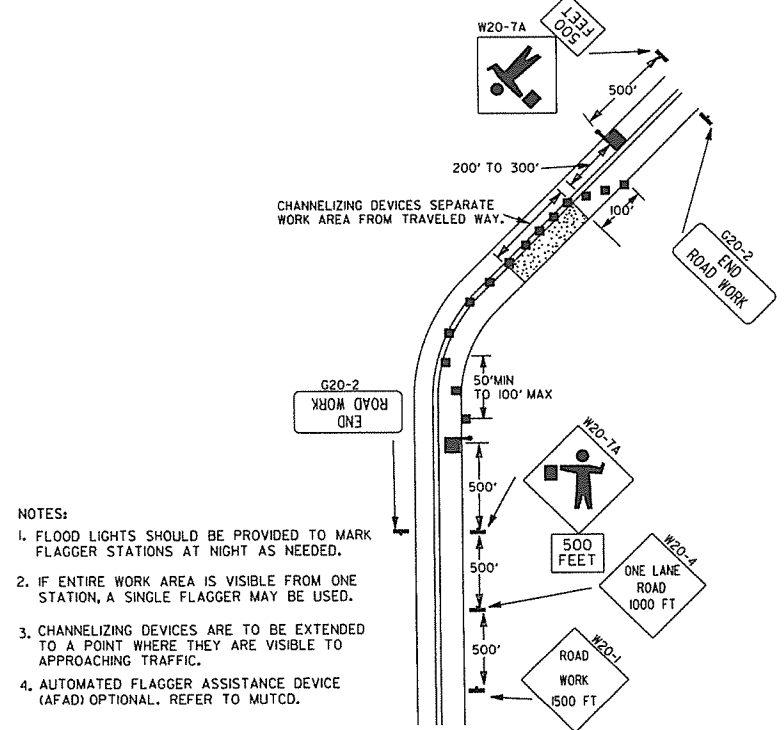 W20-7A
500
FEET
500'
200' TO 300'
CHANNELIZING DEVICES SEPARATE
WORK AREA FROM TRAVELED WAY.
100'
G20-2
END
ROAD WORK
50'MIN
TO 100' MAX
G20-2
END
ROAD WORK
W20-7A
500'
500
FEET
500'
W20-4
ONE LANE
ROAD
1000 FT
500'
W20-1
ROAD
WORK
1500 FT
NOTES:
1. FLOOD LIGHTS SHOULD BE PROVIDED TO MARK
FLAGGER STATIONS AT NIGHT AS NEEDED.
2. IF ENTIRE WORK AREA IS VISIBLE FROM ONE
STATION, A SINGLE FLAGGER MAY BE USED.
3. CHANNELIZING DEVICES ARE TO BE EXTENDED
TO A POINT WHERE THEY ARE VISIBLE TO
APPROACHING TRAFFIC.
4. AUTOMATED FLAGGER ASSISTANCE DEVICE
(AFAD) OPTIONAL. REFER TO MUTCD.